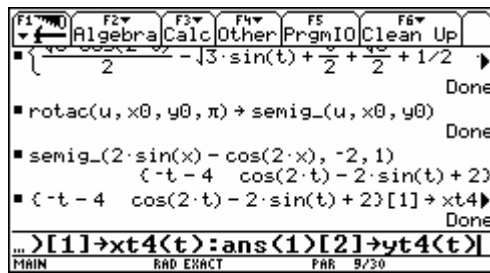 F1 F2 F3 F4 F5 F6
Algebra Calc Other PrgmIO Clean Up
2 - √3·sin(t) + 2 + 2 + 1/2
Done
▪rotac(u,x0,y0,π)→semig_(u,x0,y0)
Done
▪semig_(2·sin(x)-cos(2·x),-2,1)
{-t-4 cos(2·t)-2·sin(t)+2}
▪{-t-4 cos(2·t)-2·sin(t)+2}[1]→xt4▶
Done
…>[1]→xt4(t):ans(1)[2]→yt4(t)
MAIN RAD EXACT PAR 9/30